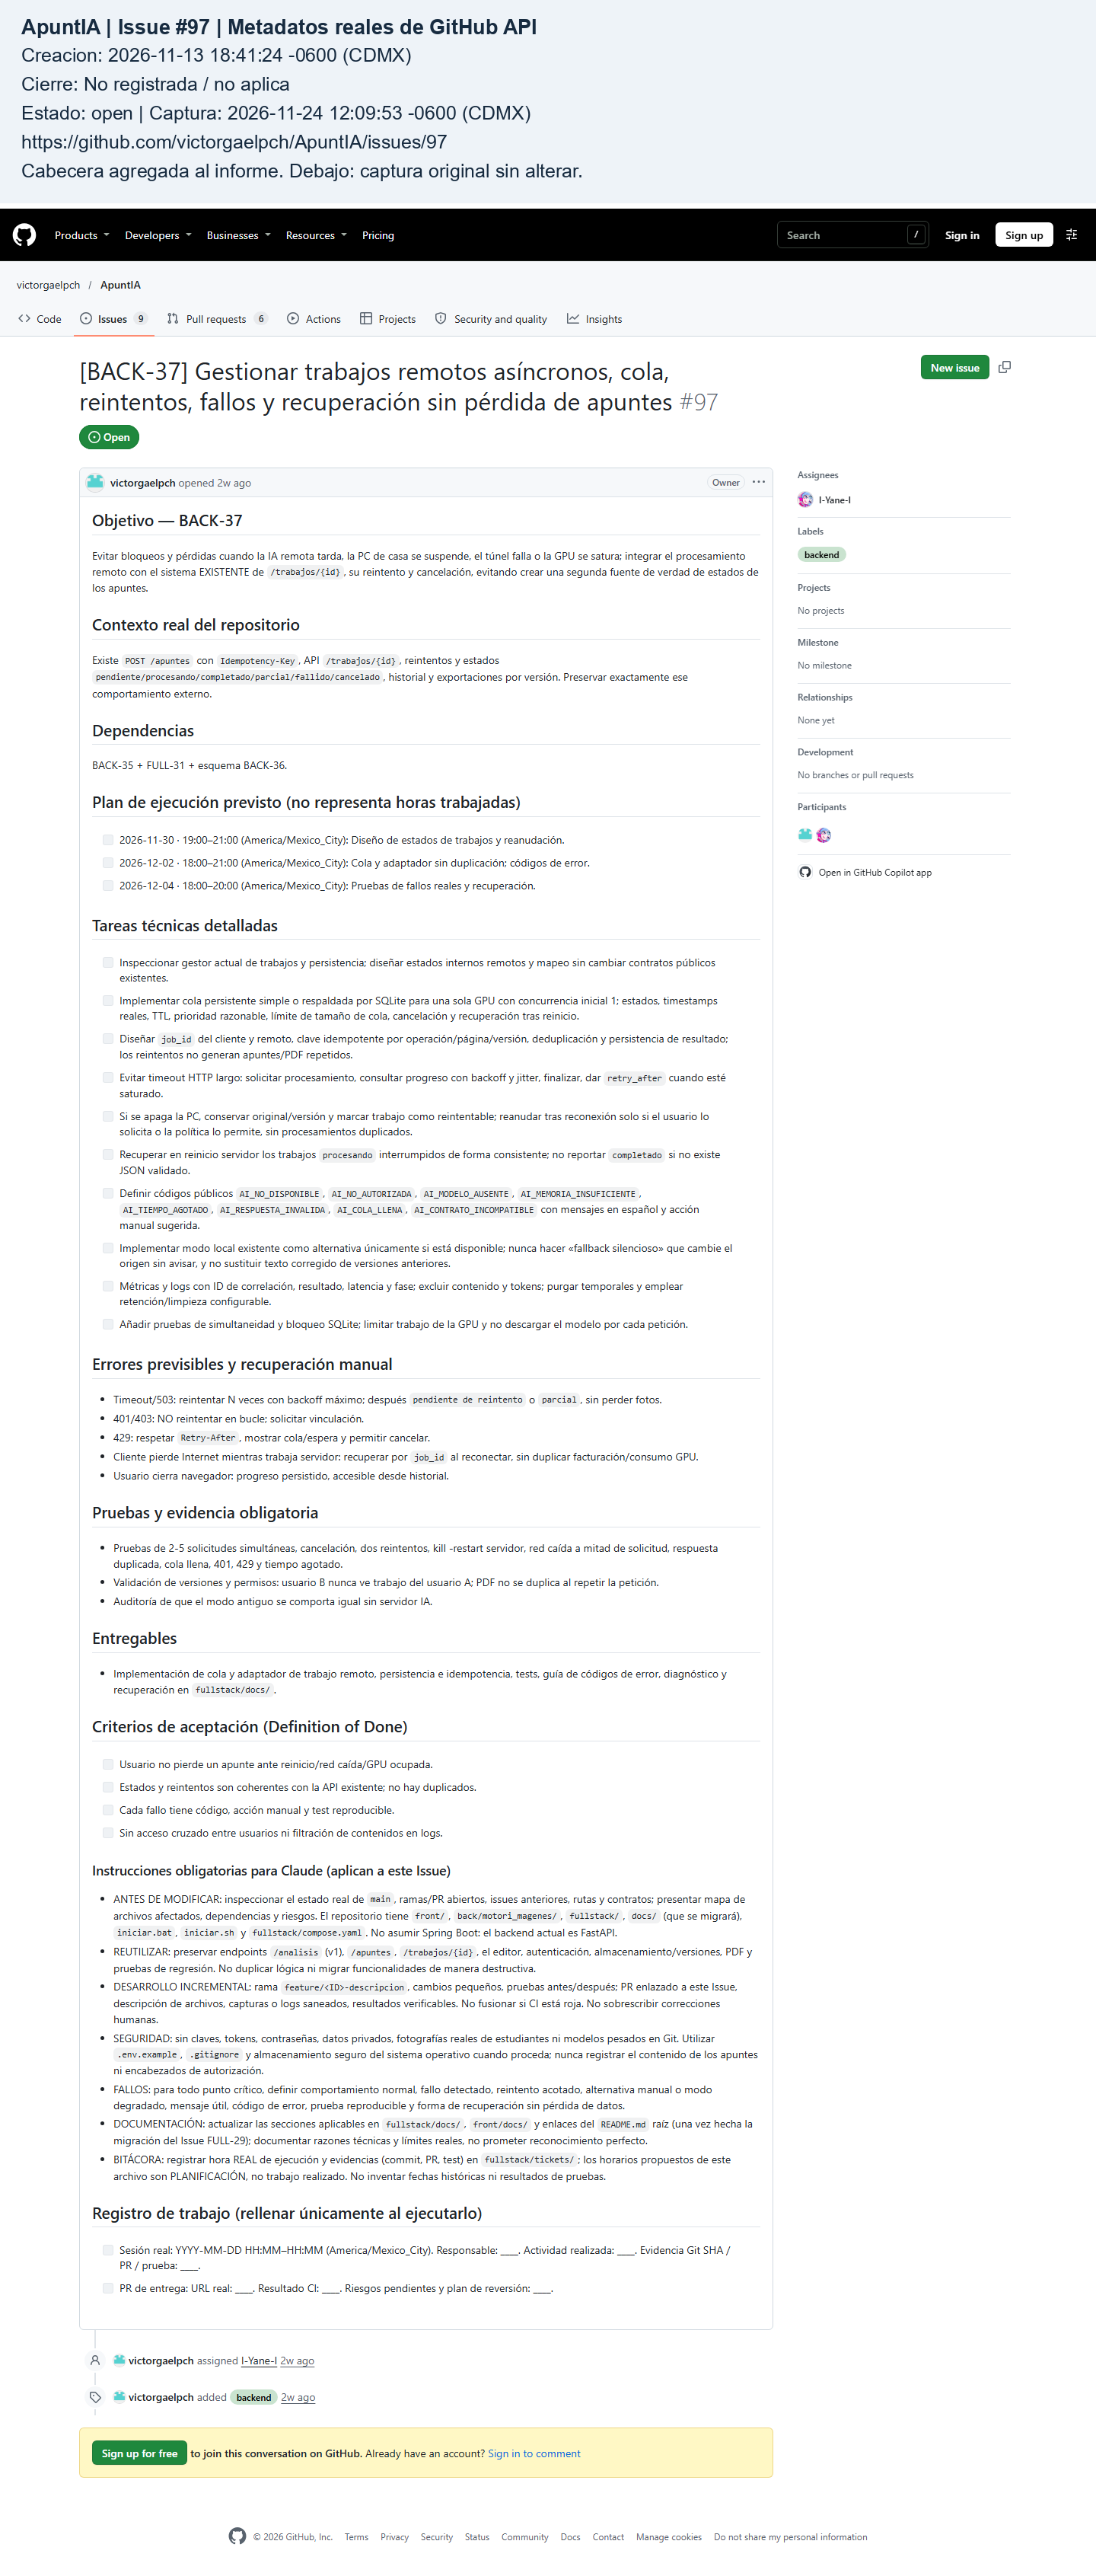 ApuntIA | Issue #97 | Metadatos reales de GitHub API
Creacion: 2026-11-13 18:41:24 -0600 (CDMX)
Cierre: No registrada / no aplica
Estado: open | Captura: 2026-11-24 12:09:53 -0600 (CDMX)
https://github.com/victorgaelpch/ApuntIA/issues/97
Cabecera agregada al informe. Debajo: captura original sin alterar.
Products Developers Businesses Resources Pricing Search / Sign in Sign up
victorgaelpch / ApuntIA
Code Issues 9 Pull requests 6 Actions Projects Security and quality Insights
[BACK-37] Gestionar trabajos remotos asíncronos, cola,
reintentos, fallos y recuperación sin pérdida de apuntes #97
New issue
Open
victorgaelpch opened 2w ago Owner
Objetivo — BACK-37
Evitar bloqueos y pérdidas cuando la IA remota tarda, la PC de casa se suspende, el túnel falla o la GPU se satura; integrar el procesamiento
remoto con el sistema EXISTENTE de /trabajos/{id}, su reintento y cancelación, evitando crear una segunda fuente de verdad de estados de
los apuntes.
Contexto real del repositorio
Existe POST /apuntes con Idempotency-Key, API /trabajos/{id}, reintentos y estados
pendiente/procesando/completado/parcial/fallido/cancelado, historial y exportaciones por versión. Preservar exactamente ese
comportamiento externo.
Dependencias
BACK-35 + FULL-31 + esquema BACK-36.
Plan de ejecución previsto (no representa horas trabajadas)
2026-11-30 · 19:00–21:00 (America/Mexico_City): Diseño de estados de trabajos y reanudación.
2026-12-02 · 18:00–21:00 (America/Mexico_City): Cola y adaptador sin duplicación; códigos de error.
2026-12-04 · 18:00–20:00 (America/Mexico_City): Pruebas de fallos reales y recuperación.
Tareas técnicas detalladas
Inspeccionar gestor actual de trabajos y persistencia; diseñar estados internos remotos y mapeo sin cambiar contratos públicos
existentes.
Implementar cola persistente simple o respaldada por SQLite para una sola GPU con concurrencia inicial 1; estados, timestamps
reales, TTL, prioridad razonable, límite de tamaño de cola, cancelación y recuperación tras reinicio.
Diseñar job_id del cliente y remoto, clave idempotente por operación/página/versión, deduplicación y persistencia de resultado;
los reintentos no generan apuntes/PDF repetidos.
Evitar timeout HTTP largo: solicitar procesamiento, consultar progreso con backoff y jitter, finalizar, dar retry_after cuando esté
saturado.
Si se apaga la PC, conservar original/versión y marcar trabajo como reintentable; reanudar tras reconexión solo si el usuario lo
solicita o la política lo permite, sin procesamientos duplicados.
Recuperar en reinicio servidor los trabajos procesando interrumpidos de forma consistente; no reportar completado si no existe
JSON validado.
Definir códigos públicos AI_NO_DISPONIBLE, AI_NO_AUTORIZADA, AI_MODELO_AUSENTE, AI_MEMORIA_INSUFICIENTE,
AI_TIEMPO_AGOTADO, AI_RESPUESTA_INVALIDA, AI_COLA_LLENA, AI_CONTRATO_INCOMPATIBLE con mensajes en español y acción
manual sugerida.
Implementar modo local existente como alternativa únicamente si está disponible; nunca hacer «fallback silencioso» que cambie el
origen sin avisar, y no sustituir texto corregido de versiones anteriores.
Métricas y logs con ID de correlación, resultado, latencia y fase; excluir contenido y tokens; purgar temporales y emplear
retención/limpieza configurable.
Añadir pruebas de simultaneidad y bloqueo SQLite; limitar trabajo de la GPU y no descargar el modelo por cada petición.
Errores previsibles y recuperación manual
Timeout/503: reintentar N veces con backoff máximo; después pendiente de reintento o parcial, sin perder fotos.
401/403: NO reintentar en bucle; solicitar vinculación.
429: respetar Retry-After, mostrar cola/espera y permitir cancelar.
Cliente pierde Internet mientras trabaja servidor: recuperar por job_id al reconectar, sin duplicar facturación/consumo GPU.
Usuario cierra navegador: progreso persistido, accesible desde historial.
Pruebas y evidencia obligatoria
Pruebas de 2-5 solicitudes simultáneas, cancelación, dos reintentos, kill -restart servidor, red caída a mitad de solicitud, respuesta
duplicada, cola llena, 401, 429 y tiempo agotado.
Validación de versiones y permisos: usuario B nunca ve trabajo del usuario A; PDF no se duplica al repetir la petición.
Auditoría de que el modo antiguo se comporta igual sin servidor IA.
Entregables
Implementación de cola y adaptador de trabajo remoto, persistencia e idempotencia, tests, guía de códigos de error, diagnóstico y
recuperación en fullstack/docs/.
Criterios de aceptación (Definition of Done)
Usuario no pierde un apunte ante reinicio/red caída/GPU ocupada.
Estados y reintentos son coherentes con la API existente; no hay duplicados.
Cada fallo tiene código, acción manual y test reproducible.
Sin acceso cruzado entre usuarios ni filtración de contenidos en logs.
Instrucciones obligatorias para Claude (aplican a este Issue)
ANTES DE MODIFICAR: inspeccionar el estado real de main, ramas/PR abiertos, issues anteriores, rutas y contratos; presentar mapa de
archivos afectados, dependencias y riesgos. El repositorio tiene front/, back/motori_magenes/, fullstack/, docs/ (que se migrará),
iniciar.bat, iniciar.sh y fullstack/compose.yaml. No asumir Spring Boot: el backend actual es FastAPI.
REUTILIZAR: preservar endpoints /analisis (v1), /apuntes, /trabajos/{id}, el editor, autenticación, almacenamiento/versiones, PDF y
pruebas de regresión. No duplicar lógica ni migrar funcionalidades de manera destructiva.
DESARROLLO INCREMENTAL: rama feature/<ID>-descripcion, cambios pequeños, pruebas antes/después; PR enlazado a este Issue,
descripción de archivos, capturas o logs saneados, resultados verificables. No fusionar si CI está roja. No sobrescribir correcciones
humanas.
SEGURIDAD: sin claves, tokens, contraseñas, datos privados, fotografías reales de estudiantes ni modelos pesados en Git. Utilizar
.env.example, .gitignore y almacenamiento seguro del sistema operativo cuando proceda; nunca registrar el contenido de los apuntes
ni encabezados de autorización.
FALLOS: para todo punto crítico, definir comportamiento normal, fallo detectado, reintento acotado, alternativa manual o modo
degradado, mensaje útil, código de error, prueba reproducible y forma de recuperación sin pérdida de datos.
DOCUMENTACIÓN: actualizar las secciones aplicables en fullstack/docs/, front/docs/ y enlaces del README.md raíz (una vez hecha la
migración del Issue FULL-29); documentar razones técnicas y límites reales, no prometer reconocimiento perfecto.
BITÁCORA: registrar hora REAL de ejecución y evidencias (commit, PR, test) en fullstack/tickets/; los horarios propuestos de este
archivo son PLANIFICACIÓN, no trabajo realizado. No inventar fechas históricas ni resultados de pruebas.
Registro de trabajo (rellenar únicamente al ejecutarlo)
Sesión real: YYYY-MM-DD HH:MM–HH:MM (America/Mexico_City). Responsable: ____. Actividad realizada: ____. Evidencia Git SHA /
PR / prueba: ____.
PR de entrega: URL real: ____. Resultado CI: ____. Riesgos pendientes y plan de reversión: ____.
victorgaelpch assigned I-Yane-I 2w ago
victorgaelpch added backend 2w ago
Sign up for free to join this conversation on GitHub. Already have an account? Sign in to comment
Assignees
I-Yane-I
Labels
backend
Projects
No projects
Milestone
No milestone
Relationships
None yet
Development
No branches or pull requests
Participants
Open in GitHub Copilot app
© 2026 GitHub, Inc. Terms Privacy Security Status Community Docs Contact Manage cookies Do not share my personal information